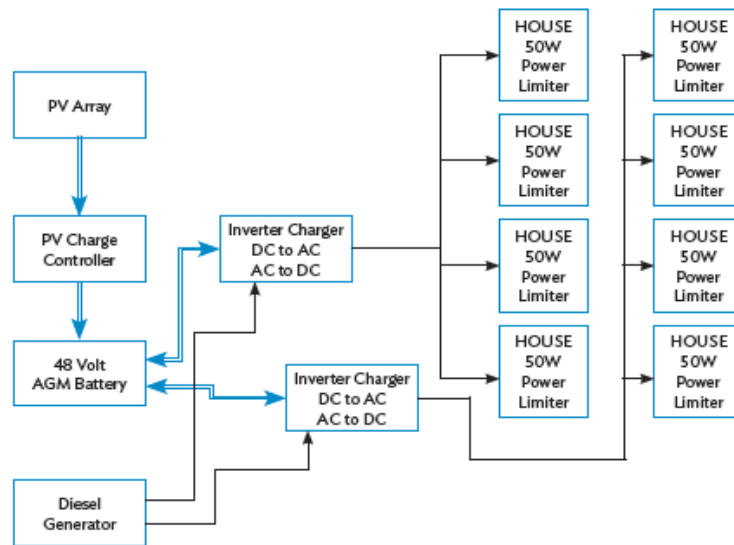 PV Array
PV Charge
Controller
48 Volt
AGM Battery
Diesel
Generator
Inverter Charger
DC to AC
AC to DC
Inverter Charger
DC to AC
AC to DC
HOUSE
50W
Power
Limiter
HOUSE
50W
Power
Limiter
HOUSE
50W
Power
Limiter
HOUSE
50W
Power
Limiter
HOUSE
50W
Power
Limiter
HOUSE
50W
Power
Limiter
HOUSE
50W
Power
Limiter
HOUSE
50W
Power
Limiter